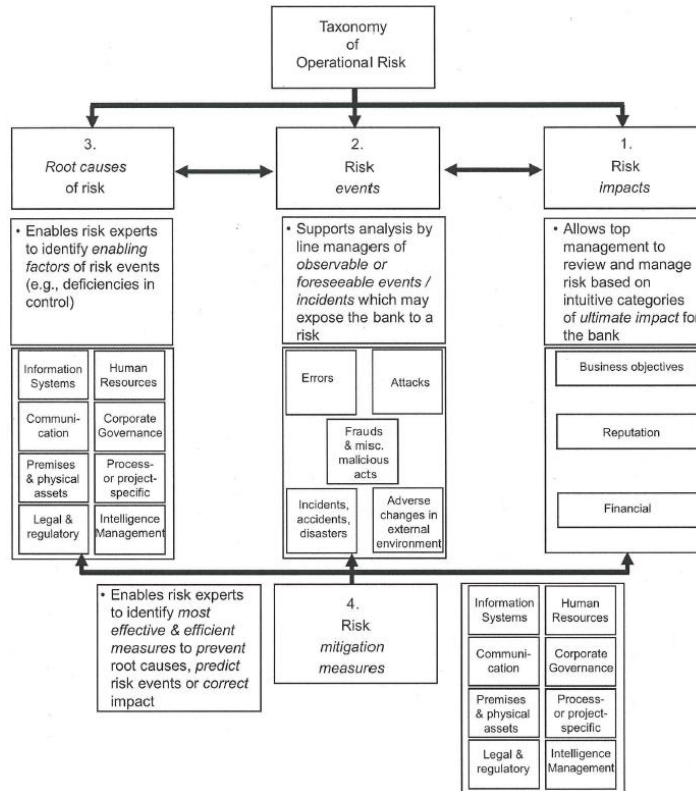 Taxonomy
of
Operational Risk
3.
Root causes
of risk
2.
Risk
events
1.
Risk
impacts
• Enables risk experts
to identify enabling
factors of risk events
(e.g., deficiencies in
control)
• Supports analysis by
line managers of
observable or
foreseeable events /
incidents which may
expose the bank to a
risk
• Allows top
management to
review and manage
risk based on
intuitive categories
of ultimate impact for
the bank
Information
Systems
Human
Resources
Communi-
cation
Corporate
Governance
Premises
& physical
assets
Process-
or project-
specific
Legal &
regulatory
Intelligence
Management
Errors
Attacks
Frauds
& misc.
malicious
acts
Incidents,
accidents,
disasters
Adverse
changes in
external
environment
Business objectives
Reputation
Financial
• Enables risk experts
to identify most
effective & efficient
measures to prevent
root causes, predict
risk events or correct
impact
4.
Risk
mitigation
measures
Information
Systems
Human
Resources
Communi-
cation
Corporate
Governance
Premises
& physical
assets
Process-
or project-
specific
Legal &
regulatory
Intelligence
Management